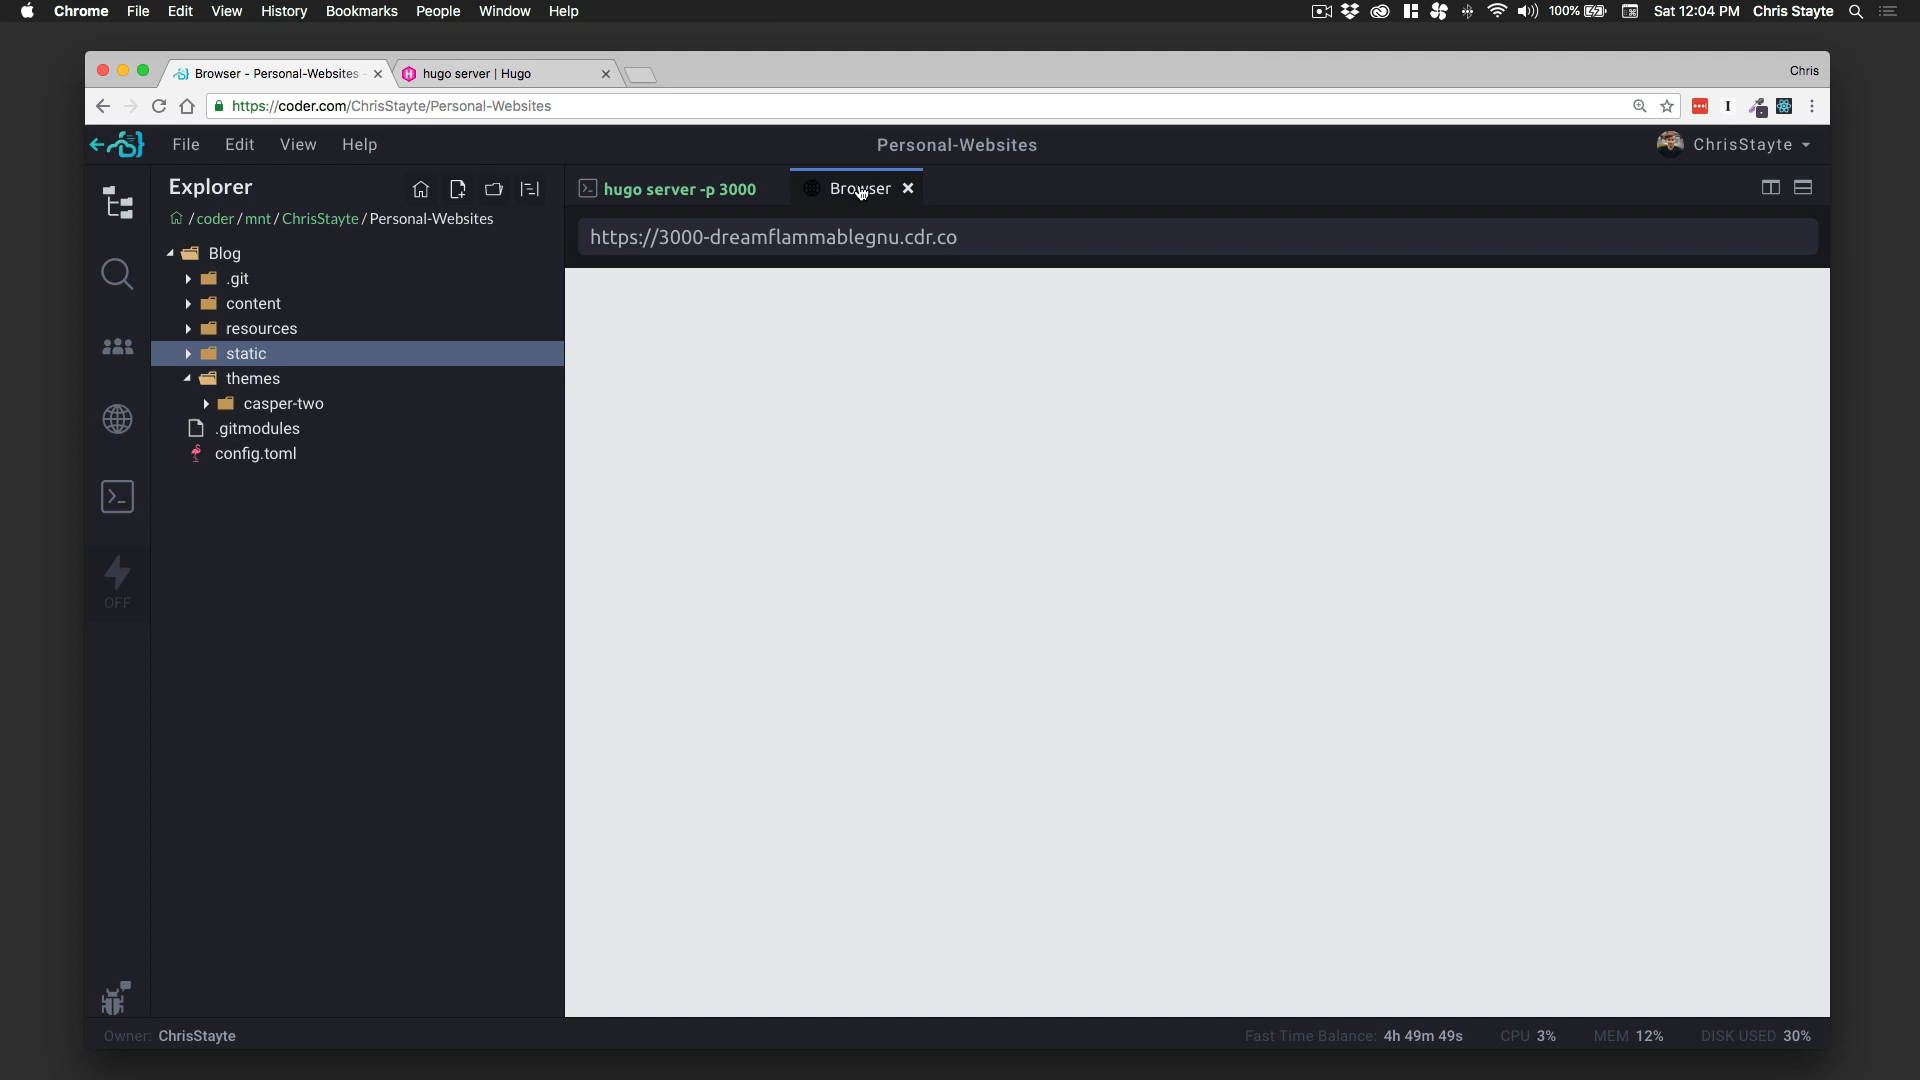 Chrome File Edit View History Bookmarks People Window Help 100% Sat 12:04 PM Chris Stayte
Browser - Personal-Websites hugo server | Hugo Chris
https://coder.com/ChrisStayte/Personal-Websites
File Edit View Help Personal-Websites ChrisStayte
Explorer
hugo server -p 3000 Browser
/ coder / mnt / ChrisStayte / Personal-Websites
https://3000-dreamflammablegnu.cdr.co
Blog
.git
content
resources
static
themes
casper-two
.gitmodules
config.toml
OFF
Owner: ChrisStayte Fast Time Balance: 4h 49m 49s CPU 3% MEM 12% DISK USED 30%